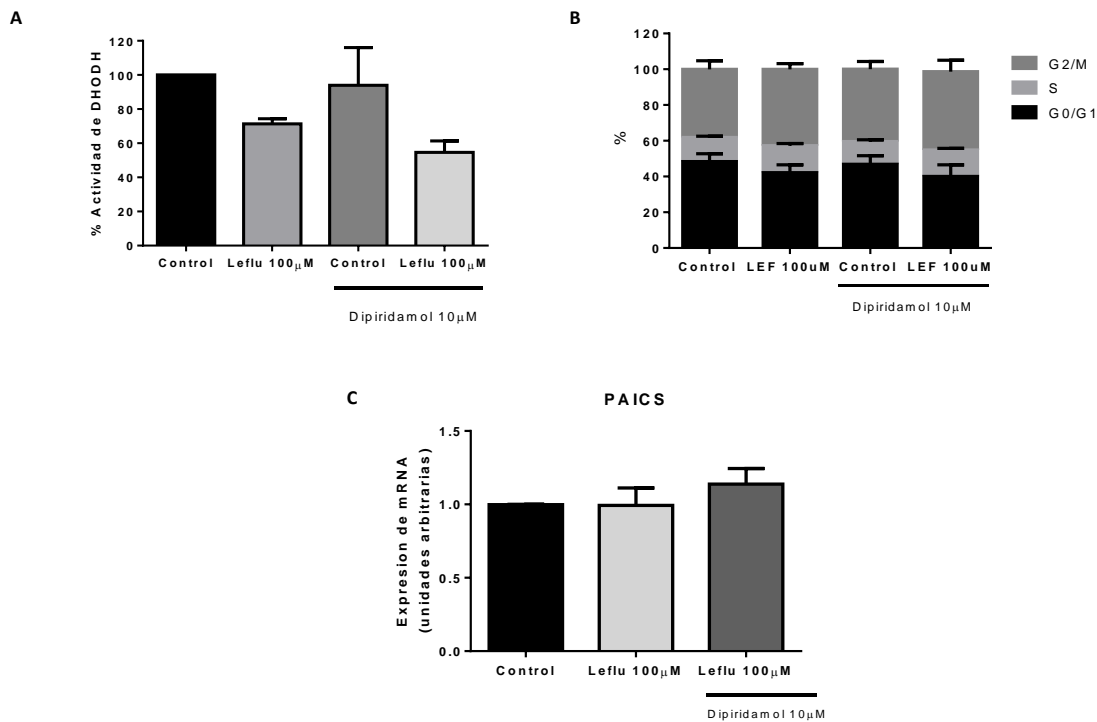 A
% Actividad de DHODH
120
100
80
60
40
20
0
Control
Leflu 100µM
Control
Leflu 100µM
Dipiridamol 10µM
B
%
120
100
80
60
40
20
0
Control
LEF 100uM
Control
LEF 100uM
Dipiridamol 10µM
G2/M
S
G0/G1
C
PAICS
Expresion de mRNA
(unidades arbitrarias)
1.5
1.0
0.5
0.0
Control
Leflu 100µM
Leflu 100µM
Dipiridamol 10µM